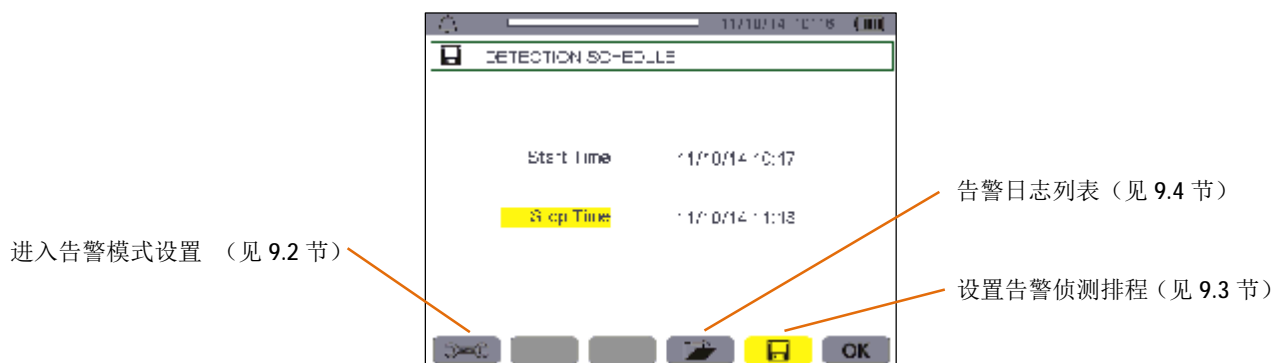 11/10/14 10:16
DETECTION SCHEDULE
Start Time 11/10/14 10:17
Stop Time 11/10/14 11:13
告警日志列表（见 9.4 节）
进入告警模式设置 （见 9.2 节）
设置告警侦测排程（见 9.3 节）
OK